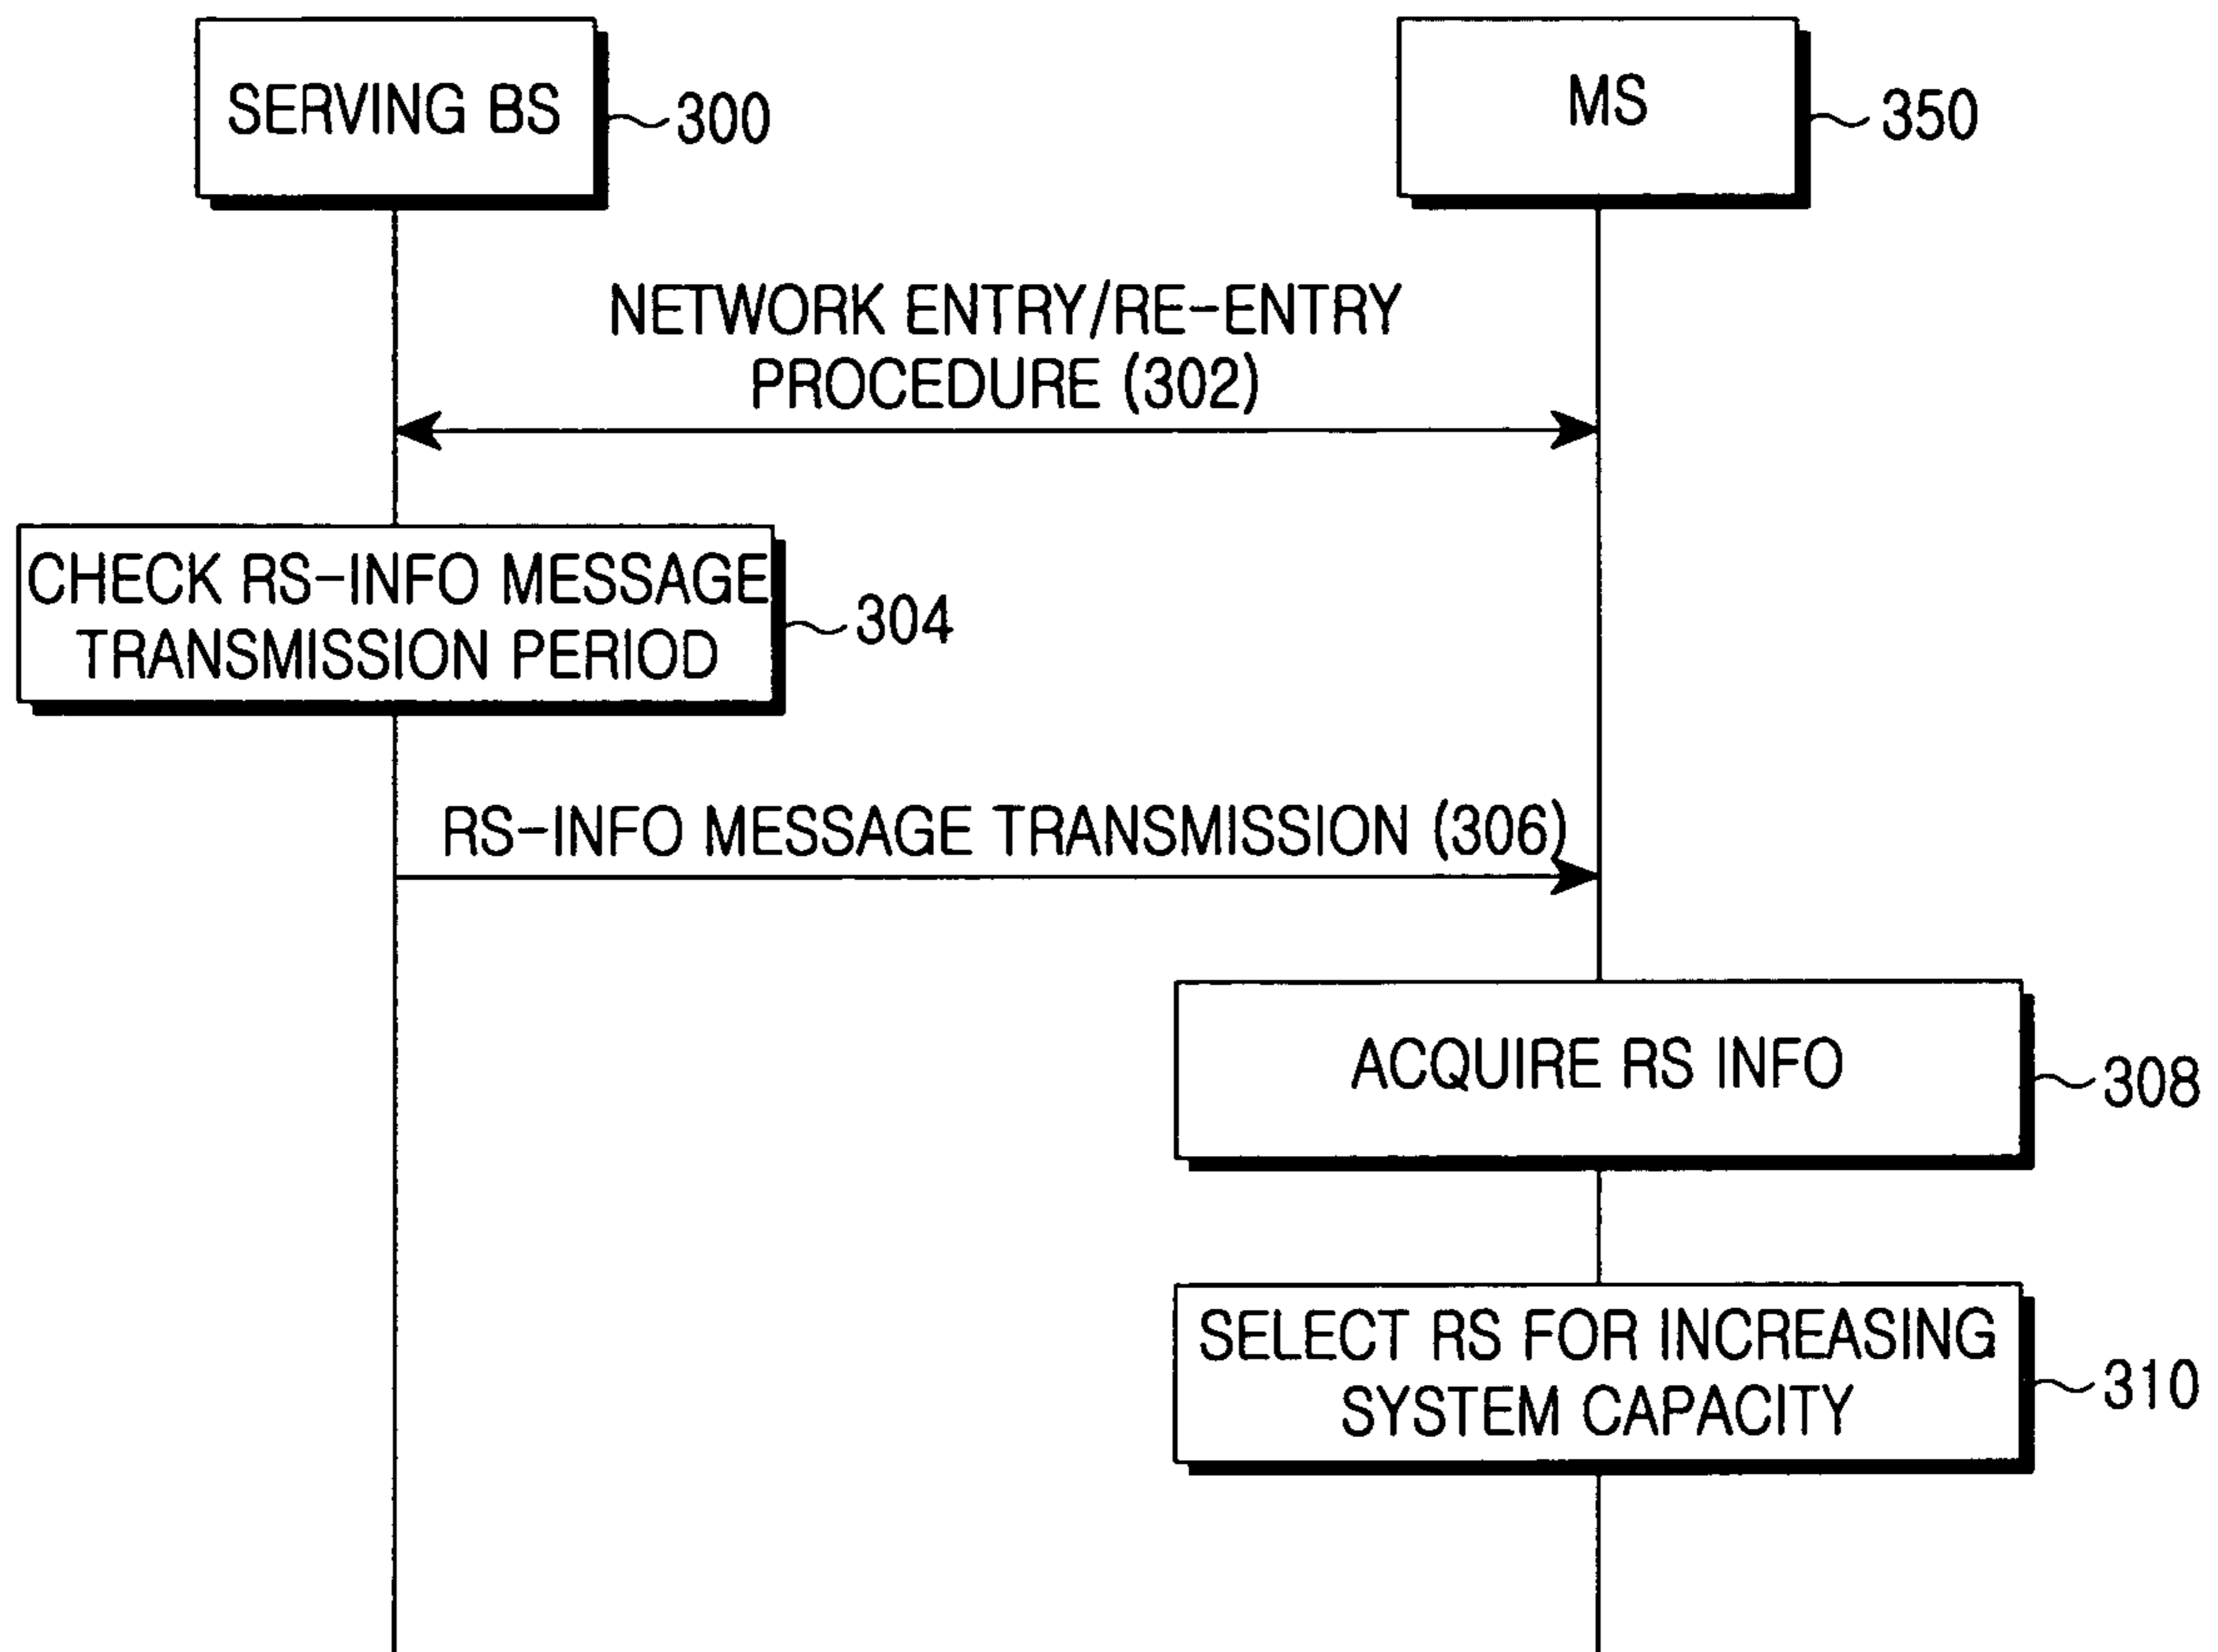 SERVING BS
300
MS
350
NETWORK ENTRY/RE-ENTRY
PROCEDURE (302)
CHECK RS-INFO MESSAGE
TRANSMISSION PERIOD
304
RS-INFO MESSAGE TRANSMISSION (306)
ACQUIRE RS INFO
308
SELECT RS FOR INCREASING
SYSTEM CAPACITY
310